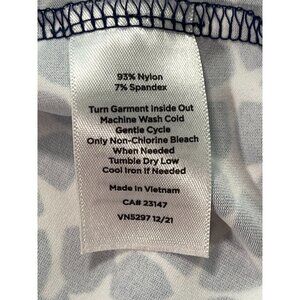 93% Nylon
7% Spandex
Turn Garment Inside Out
Machine Wash Cold
Gentle Cycle
Only Non-Chlorine Bleach
When Needed
Tumble Dry Low
Cool Iron If Needed
Made in Vietnam
CA# 23147
VN5297 12/21